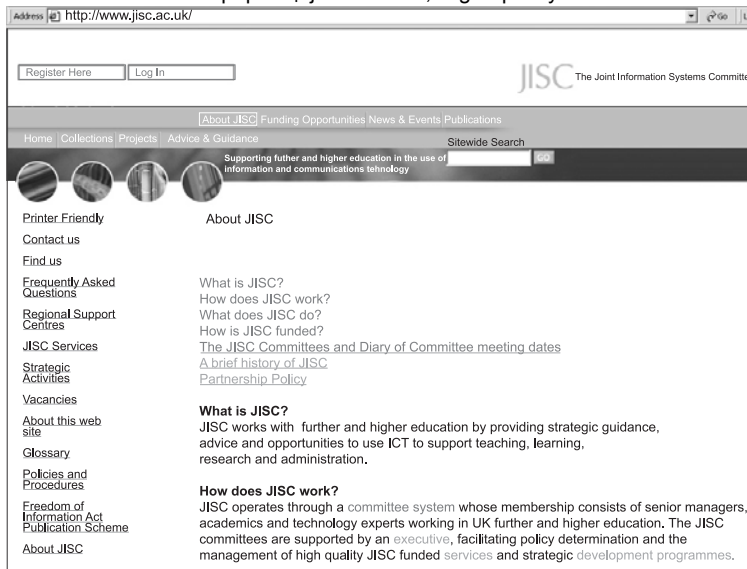 Address http://www.jisc.ac.uk/
Go
Register Here Log In
JISC The Joint Information Systems Committe
About JISC Funding Opportunities News & Events Publications
Home Collections Projects Advice & Guidance
Sitewide Search
Supporting futher and higher education in the use of
information and communications tehnology
GO
Printer Friendly
Contact us
Find us
Frequently Asked
Questions
Regional Support
Centres
JISC Services
Strategic
Activities
Vacancies
About this web
site
Glossary
Policies and
Procedures
Freedom of
Information Act
Publication Scheme
About JISC
About JISC
What is JISC?
How does JISC work?
What does JISC do?
How is JISC funded?
The JISC Committees and Diary of Committee meeting dates
A brief history of JISC
Partnership Policy
What is JISC?
JISC works with further and higher education by providing strategic guidance,
advice and opportunities to use ICT to support teaching, learning,
research and administration.
How does JISC work?
JISC operates through a committee system whose membership consists of senior managers,
academics and technology experts working in UK further and higher education. The JISC
committees are supported by an executive, facilitating policy determination and the
management of high quality JISC funded services and strategic development programmes.